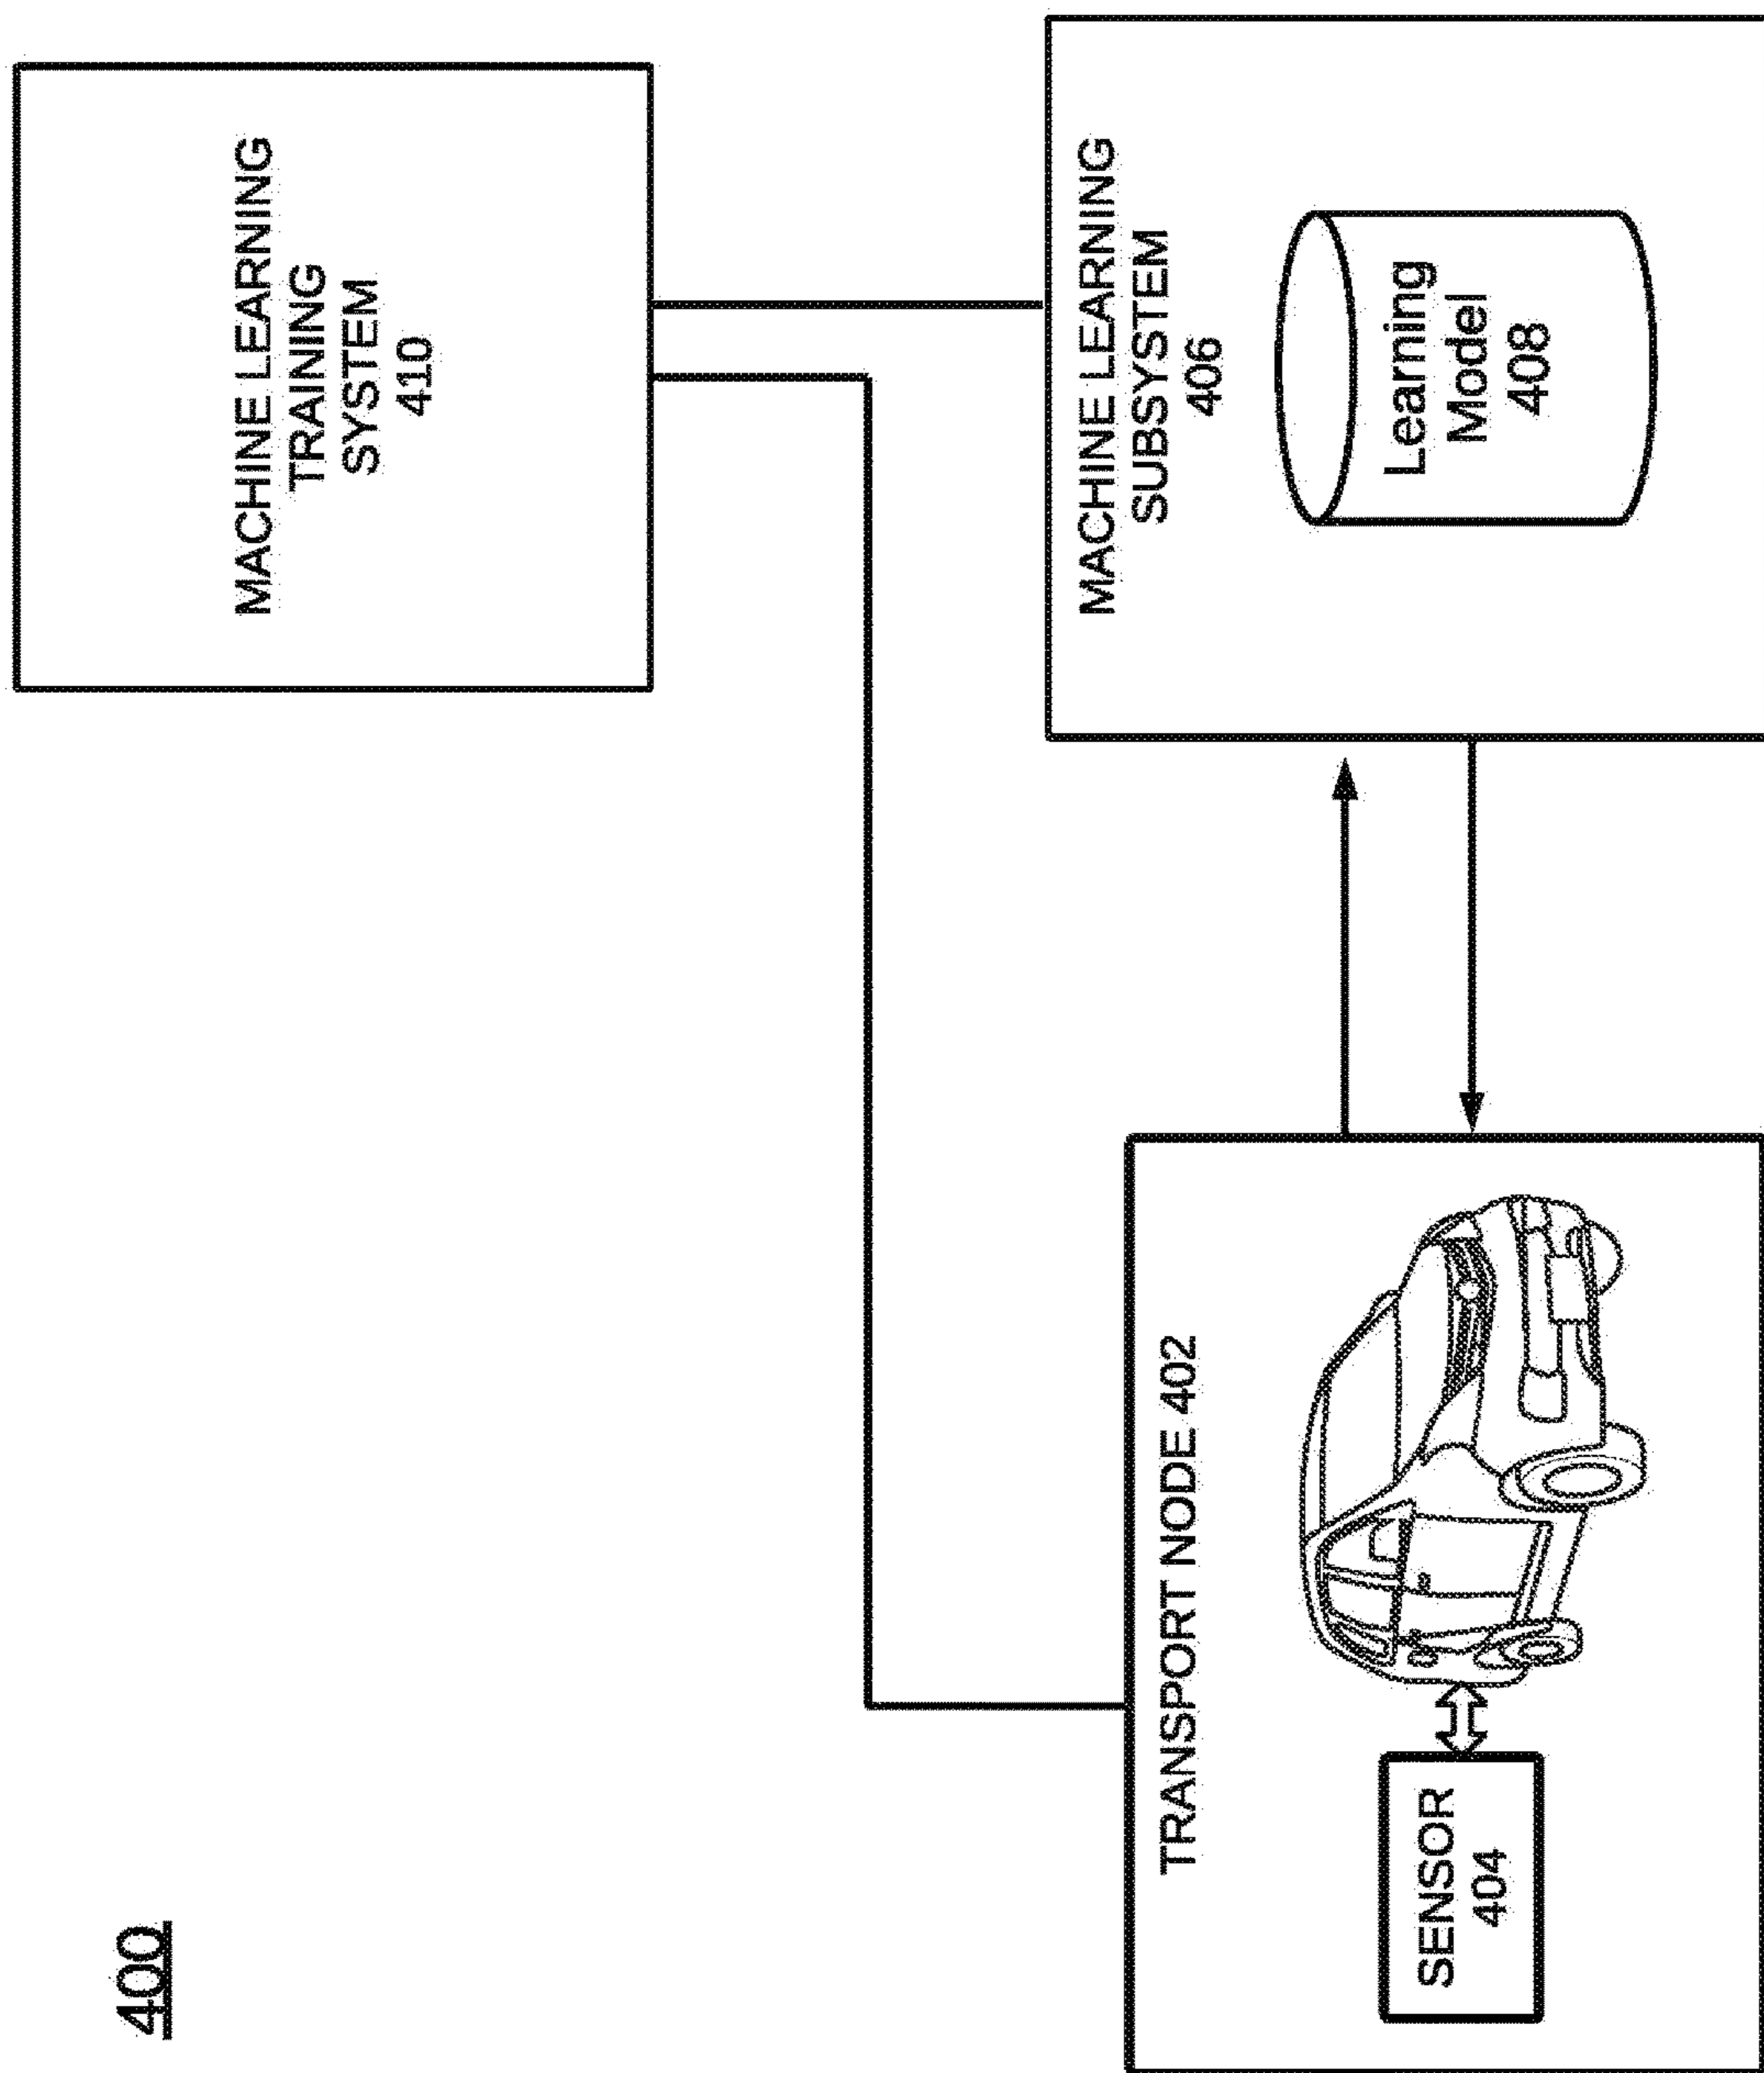 400
MACHINE LEARNING
TRAINING
SYSTEM
410
TRANSPORT NODE 402
SENSOR
404
MACHINE LEARNING
SUBSYSTEM
406
Learning
Model
408